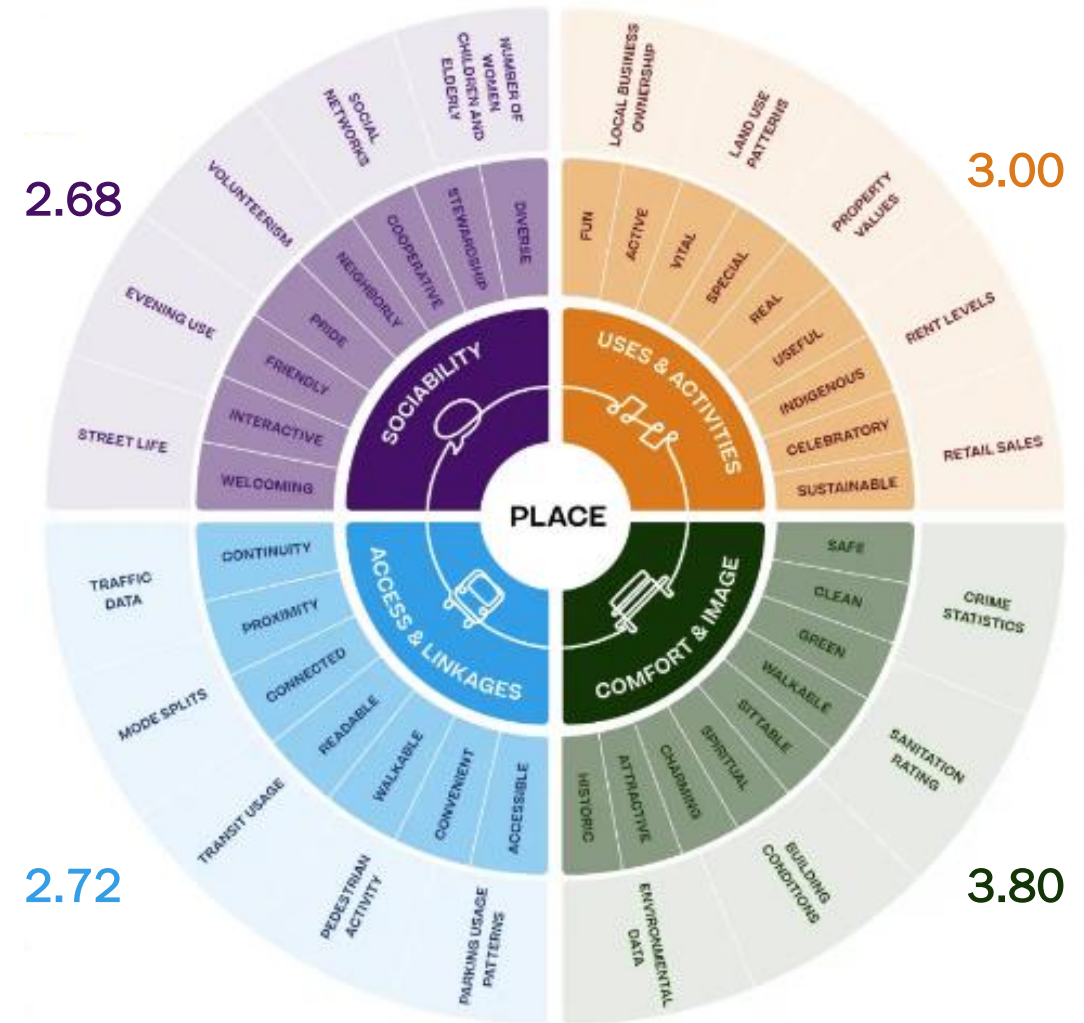 NUMBER OF
WOMEN
CHILDREN AND
ELDERLY
SOCIAL
NETWORKS
VOLUNTEERISM
EVENING USE
STREET LIFE
2.68
DIVERSE
STEWARDSHIP
COOPERATIVE
NEIGHBORLY
PRIDE
FRIENDLY
INTERACTIVE
WELCOMING
SOCIABILITY
LOCAL BUSINESS
OWNERSHIP
LAND USE
PATTERNS
PROPERTY
VALUES
RENT LEVELS
RETAIL SALES
3.00
FUN
ACTIVE
VITAL
SPECIAL
REAL
USEFUL
INDIGENOUS
CELEBRATORY
SUSTAINABLE
USES & ACTIVITIES
PLACE
ACCESS & LINKAGES
CONTINUITY
PROXIMITY
CONNECTED
READABLE
WALKABLE
CONVENIENT
ACCESSIBLE
TRAFFIC
DATA
MODE SPLITS
TRANSIT USAGE
PEDESTRIAN
ACTIVITY
PARKING USAGE
PATTERNS
2.72
COMFORT & IMAGE
SAFE
CLEAN
GREEN
WALKABLE
SITTABLE
SPIRITUAL
CHARMING
ATTRACTIVE
HISTORIC
CRIME
STATISTICS
SANITATION
RATING
BUILDING
CONDITIONS
ENVIRONMENTAL
DATA
3.80